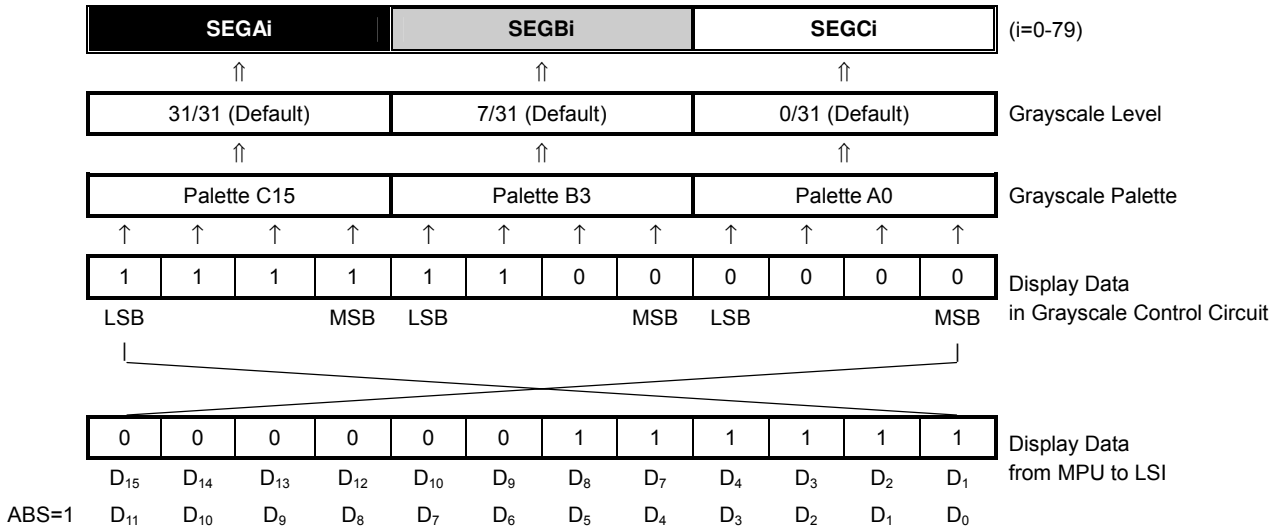 SEGAi SEGBi SEGCi (i=0-79)
⇑ ⇑ ⇑
31/31 (Default) 7/31 (Default) 0/31 (Default) Grayscale Level
⇑ ⇑ ⇑
Palette C15 Palette B3 Palette A0 Grayscale Palette
↑ ↑ ↑ ↑ ↑ ↑ ↑ ↑ ↑ ↑ ↑ ↑
1 1 1 1 1 1 0 0 0 0 0 0 Display Data
in Grayscale Control Circuit
LSB MSB LSB MSB LSB MSB
0 0 0 0 0 0 1 1 1 1 1 1 Display Data
from MPU to LSI
D₁₅ D₁₄ D₁₃ D₁₂ D₁₀ D₉ D₈ D₇ D₄ D₃ D₂ D₁
ABS=1 D₁₁ D₁₀ D₉ D₈ D₇ D₆ D₅ D₄ D₃ D₂ D₁ D₀